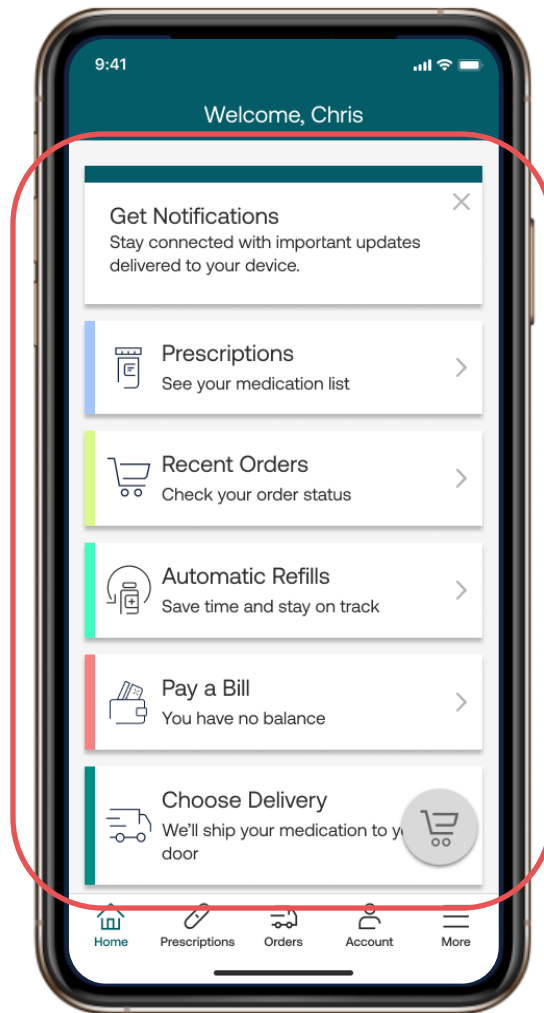 9:41
Welcome, Chris
Get Notifications
Stay connected with important updates
delivered to your device.
Prescriptions
See your medication list
Recent Orders
Check your order status
Automatic Refills
Save time and stay on track
Pay a Bill
You have no balance
Choose Delivery
We'll ship your medication to
door
Home Prescriptions Orders Account More